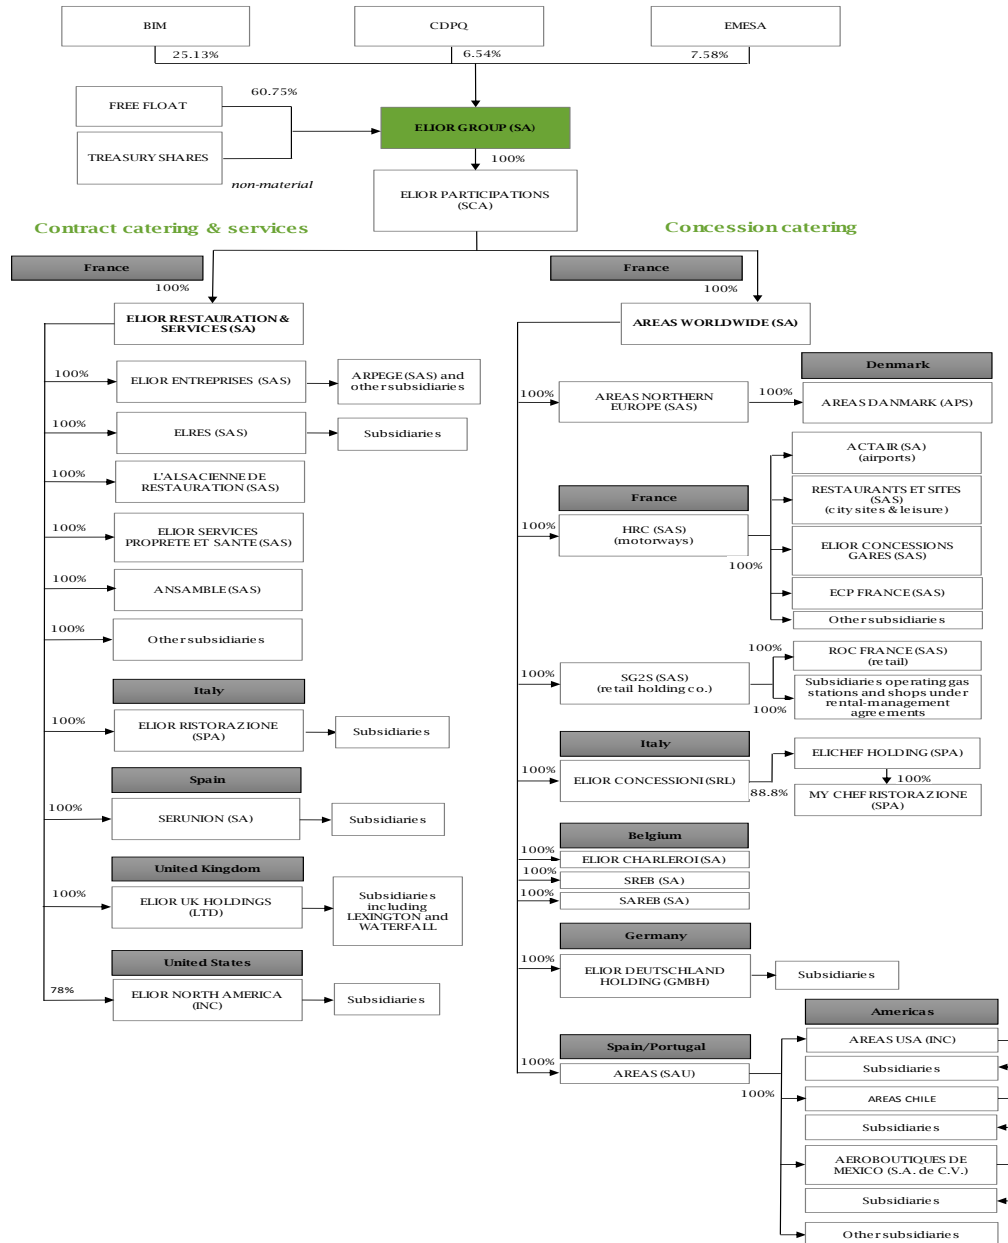 BIM
CDPQ
EMESA
25.13%
6.54%
7.58%
60.75%
FREE FLOAT
TREASURY SHARES
non-material
ELIOR GROUP (SA)
100%
ELIOR PARTICIPATIONS
(SCA)
Contract catering & services
Concession catering
France
100%
ELIOR RESTAURATION &
SERVICES (SA)
100%
ELIOR ENTREPRISES (SAS)
ARPEGE (SAS) and
other subsidiaries
100%
ELRES (SAS)
Subsidiaries
100%
L'ALSACIENNE DE
RESTAURATION (SAS)
100%
ELIOR SERVICES
PROPRETE ET SANTE (SAS)
100%
ANSAMBLE (SAS)
100%
Other subsidiaries
Italy
100%
ELIOR RISTORAZIONE
(SPA)
Subsidiaries
Spain
100%
SERUNION (SA)
Subsidiaries
United Kingdom
100%
ELIOR UK HOLDINGS
(LTD)
Subsidiaries
including
LEXINGTON and
WATERFALL
United States
78%
ELIOR NORTH AMERICA
(INC)
Subsidiaries
France
100%
AREAS WORLDWIDE (SA)
Denmark
100%
AREAS NORTHERN
EUROPE (SAS)
100%
AREAS DANMARK (APS)
France
100%
HRC (SAS)
(motorways)
100%
ACTAIR (SA)
(airports)
RESTAURANTS ET SITES
(SAS)
(city sites & leisure)
ELIOR CONCESSIONS
GARES (SAS)
ECP FRANCE (SAS)
Other subsidiaries
100%
SG2S (SAS)
(retail holding co.)
100%
ROC FRANCE (SAS)
(retail)
100%
Subsidiaries operating gas
stations and shops under
rental-management
agreements
Italy
100%
ELIOR CONCESSIONI (SRL)
88.8%
ELICHEF HOLDING (SPA)
100%
MY CHEF RISTORAZIONE
(SPA)
Belgium
100%
ELIOR CHARLEROI (SA)
100%
SREB (SA)
100%
SAREB (SA)
Germany
100%
ELIOR DEUTSCHLAND
HOLDING (GMBH)
Subsidiaries
Spain/Portugal
100%
AREAS (SAU)
100%
Americas
AREAS USA (INC)
Subsidiaries
AREAS CHILE
Subsidiaries
AEROBOUTIQUES DE
MEXICO (S.A. de C.V.)
Subsidiaries
Other subsidiaries